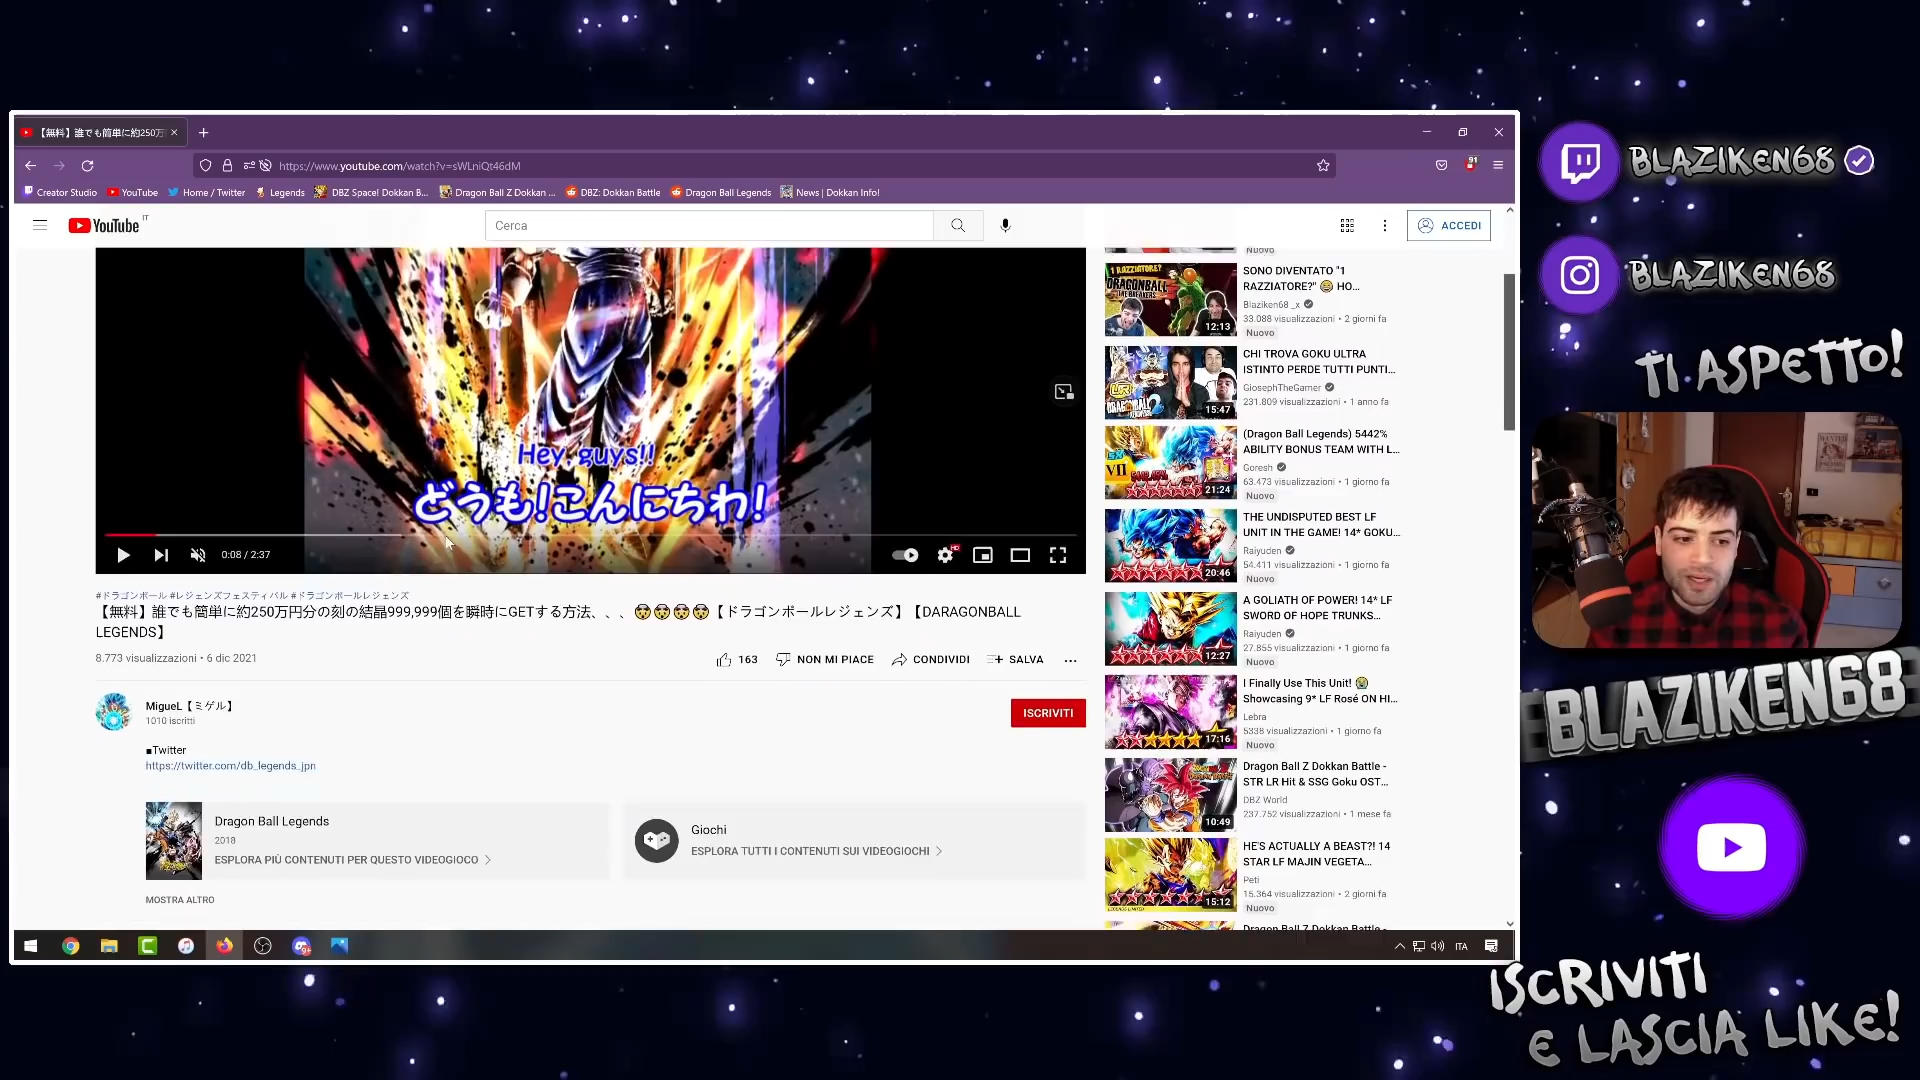 【無料】誰でも簡単に約250万
https://www.youtube.com/watch?v=sWLniQt46dM
91
Creator Studio
YouTube
Home / Twitter
Legends
DBZ Space! Dokkan B...
Dragon Ball Z Dokkan ...
DBZ: Dokkan Battle
Dragon Ball Legends
News | Dokkan Info!
YouTube IT
Cerca
ACCEDI
Hey, guys!!
どうも!こんにちわ!
0:08 / 2:37
HD
#ドラゴンボール #レジェンズフェスティバル #ドラゴンボールレジェンズ
【無料】誰でも簡単に約250万円分の刻の結晶999,999個を瞬時にGETする方法、、、🤯🤯🤯🤯【ドラゴンボールレジェンズ】【DARAGONBALL
LEGENDS】
8.773 visualizzazioni • 6 dic 2021
163
NON MI PIACE
CONDIVIDI
SALVA
MigueL【ミゲル】
1010 iscritti
ISCRIVITI
■Twitter
https://twitter.com/db_legends_jpn
Dragon Ball Legends
2018
ESPLORA PIÙ CONTENUTI PER QUESTO VIDEOGIOCO
Giochi
ESPLORA TUTTI I CONTENUTI SUI VIDEOGIOCHI
MOSTRA ALTRO
Nuovo
1 RAZZIATORE?
DRAGONBALL
THE BREAKERS
12:13
SONO DIVENTATO "1
RAZZIATORE?" 😂 HO...
Blaziken68 _x
33.088 visualizzazioni • 2 giorni fa
Nuovo
15:47
CHI TROVA GOKU ULTRA
ISTINTO PERDE TUTTI PUNTI...
GiosephTheGamer
231.809 visualizzazioni • 1 anno fa
VII
21:24
(Dragon Ball Legends) 5442%
ABILITY BONUS TEAM WITH L...
Goresh
63.473 visualizzazioni • 1 giorno fa
Nuovo
20:46
THE UNDISPUTED BEST LF
UNIT IN THE GAME! 14* GOKU...
Raiyuden
54.411 visualizzazioni • 1 giorno fa
Nuovo
12:27
A GOLIATH OF POWER! 14* LF
SWORD OF HOPE TRUNKS...
Raiyuden
27.855 visualizzazioni • 1 giorno fa
Nuovo
17:16
I Finally Use This Unit! 😭
Showcasing 9* LF Rosé ON HI...
Lebra
5338 visualizzazioni • 1 giorno fa
Nuovo
10:49
Dragon Ball Z Dokkan Battle -
STR LR Hit & SSG Goku OST...
DBZ World
237.752 visualizzazioni • 1 mese fa
15:12
HE'S ACTUALLY A BEAST?! 14
STAR LF MAJIN VEGETA...
Peti
15.364 visualizzazioni • 2 giorni fa
Nuovo
Dragon Ball Z Dokkan Battle -
ITA
BLAZIKEN68
BLAZIKEN68
TI ASPETTO!
WANTED
BLAZIKEN68
ISCRIVITI
E LASCIA LIKE!